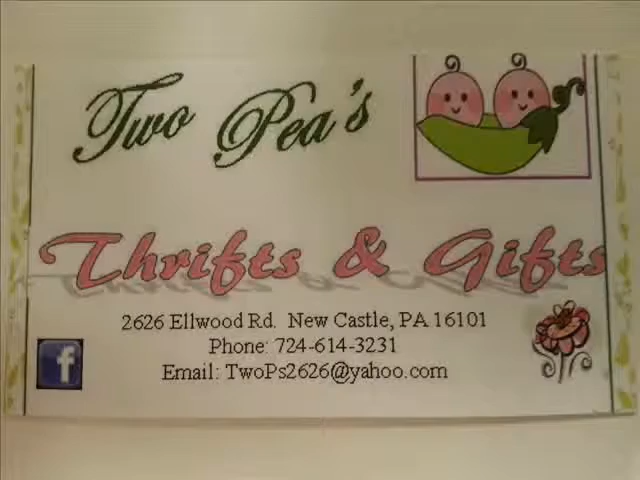 Two Pea's
Thrifts & Gifts
2626 Ellwood Rd. New Castle, PA 16101
Phone: 724-614-3231
Email: TwoPs2626@yahoo.com
f